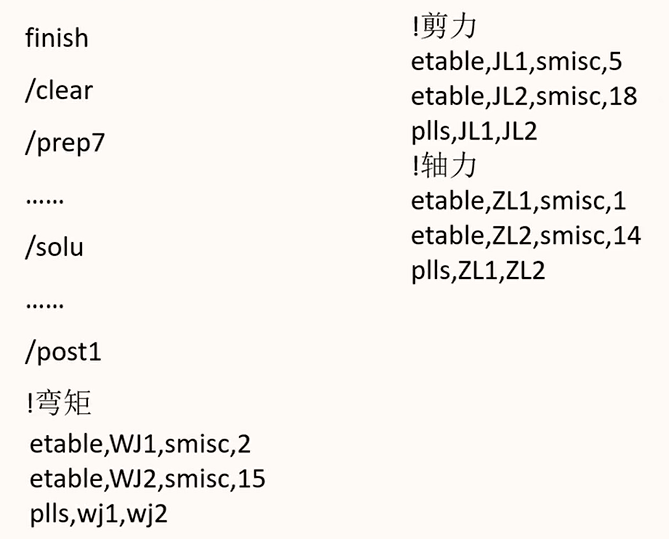 finish
/clear
/prep7
......
/solu
......
/post1
!弯矩
etable,WJ1,smisc,2
etable,WJ2,smisc,15
plls,wj1,wj2
!剪力
etable,JL1,smisc,5
etable,JL2,smisc,18
plls,JL1,JL2
!轴力
etable,ZL1,smisc,1
etable,ZL2,smisc,14
plls,ZL1,ZL2